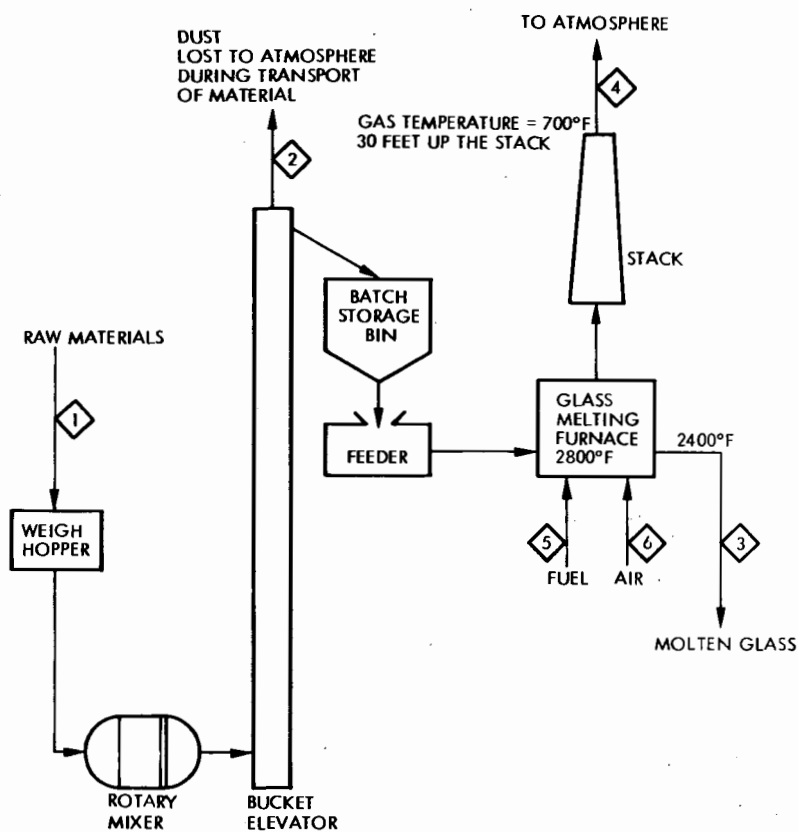 TO ATMOSPHERE
DUST
LOST TO ATMOSPHERE
DURING TRANSPORT
OF MATERIAL
4
GAS TEMPERATURE = 700°F
30 FEET UP THE STACK
2
STACK
BATCH
STORAGE
BIN
RAW MATERIALS
1
GLASS
MELTING
FURNACE
2800°F
2400°F
FEEDER
WEIGH
HOPPER
5
6
3
FUEL
AIR
MOLTEN GLASS
ROTARY
MIXER
BUCKET
ELEVATOR